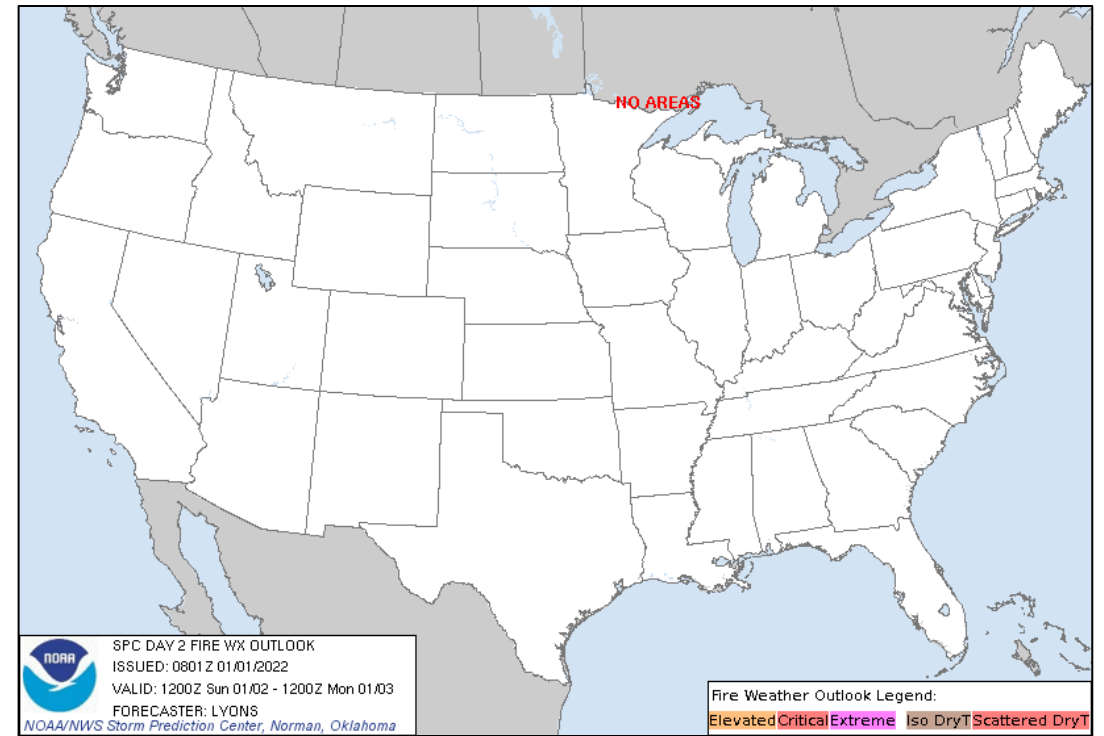 NO AREAS
NOAA
SPC DAY 2 FIRE WX OUTLOOK
ISSUED: 0801Z 01/01/2022
VALID: 1200Z Sun 01/02 - 1200Z Mon 01/03
FORECASTER: LYONS
NOAA/NWS Storm Prediction Center, Norman, Oklahoma
Fire Weather Outlook Legend:
Elevated Critical Extreme Iso DryT Scattered DryT